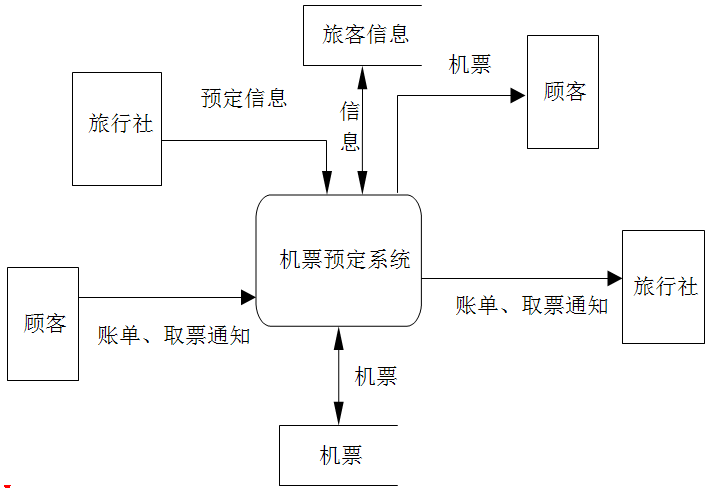 旅客信息
机票
顾客
预定信息
旅行社
信
息
机票预定系统
旅行社
顾客
账单、取票通知
账单、取票通知
机票
机票